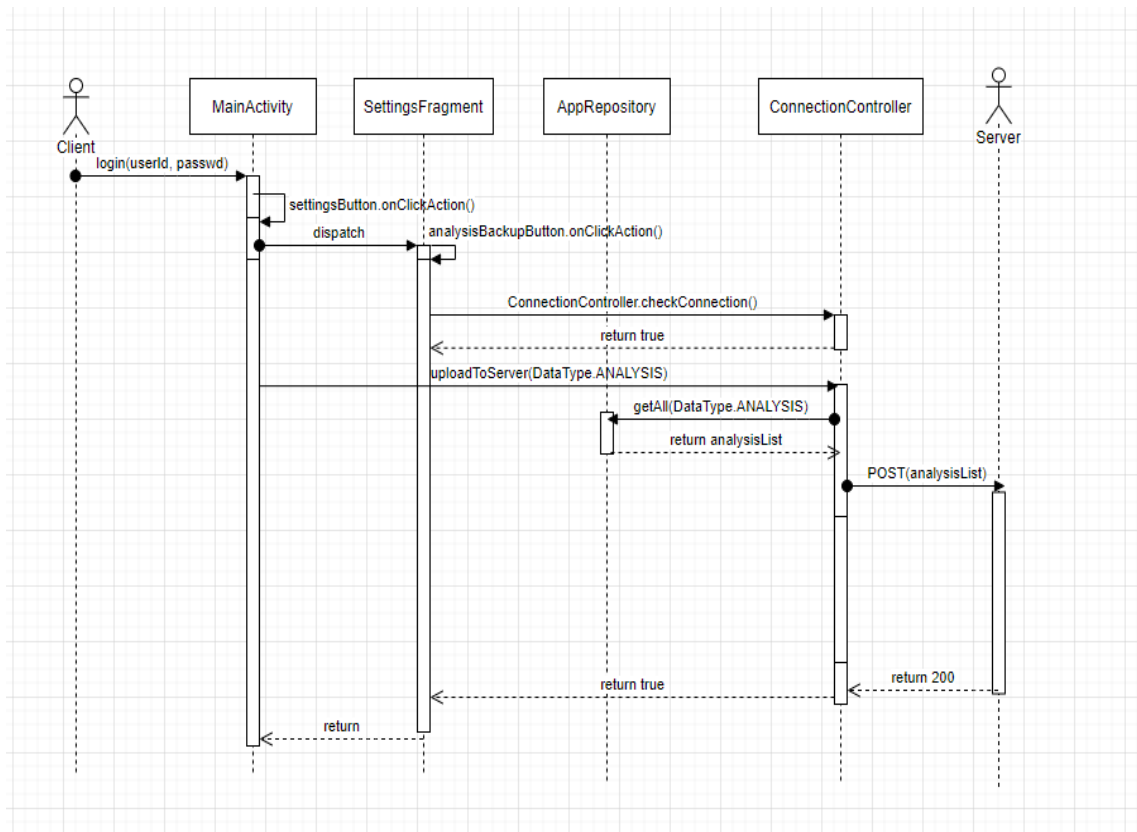 MainActivity
SettingsFragment
AppRepository
ConnectionController
Client
Server
login(userId, passwd)
settingsButton.onClickAction()
dispatch
analysisBackupButton.onClickAction()
ConnectionController.checkConnection()
return true
uploadToServer(DataType.ANALYSIS)
getAll(DataType.ANALYSIS)
return analysisList
POST(analysisList)
return 200
return true
return